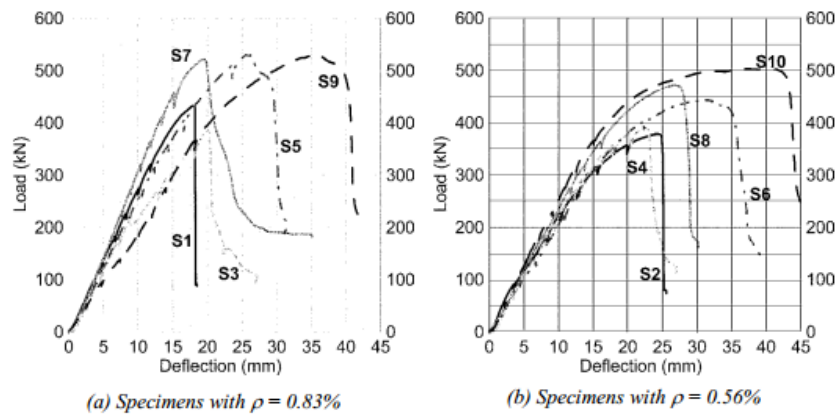 600 600 600 600
500 500 500 500
400 400 400 400
300 300 300 300
200 200 200 200
100 100 100 100
0 0 0 0
Load (kN)
S7
S9
S5
S1
S3
0 5 10 15 20 25 30 35 40 45
Deflection (mm)
(a) Specimens with ρ = 0.83%
Load (kN)
S10
S8
S4
S6
S2
0 5 10 15 20 25 30 35 40 45
Deflection (mm)
(b) Specimens with ρ = 0.56%